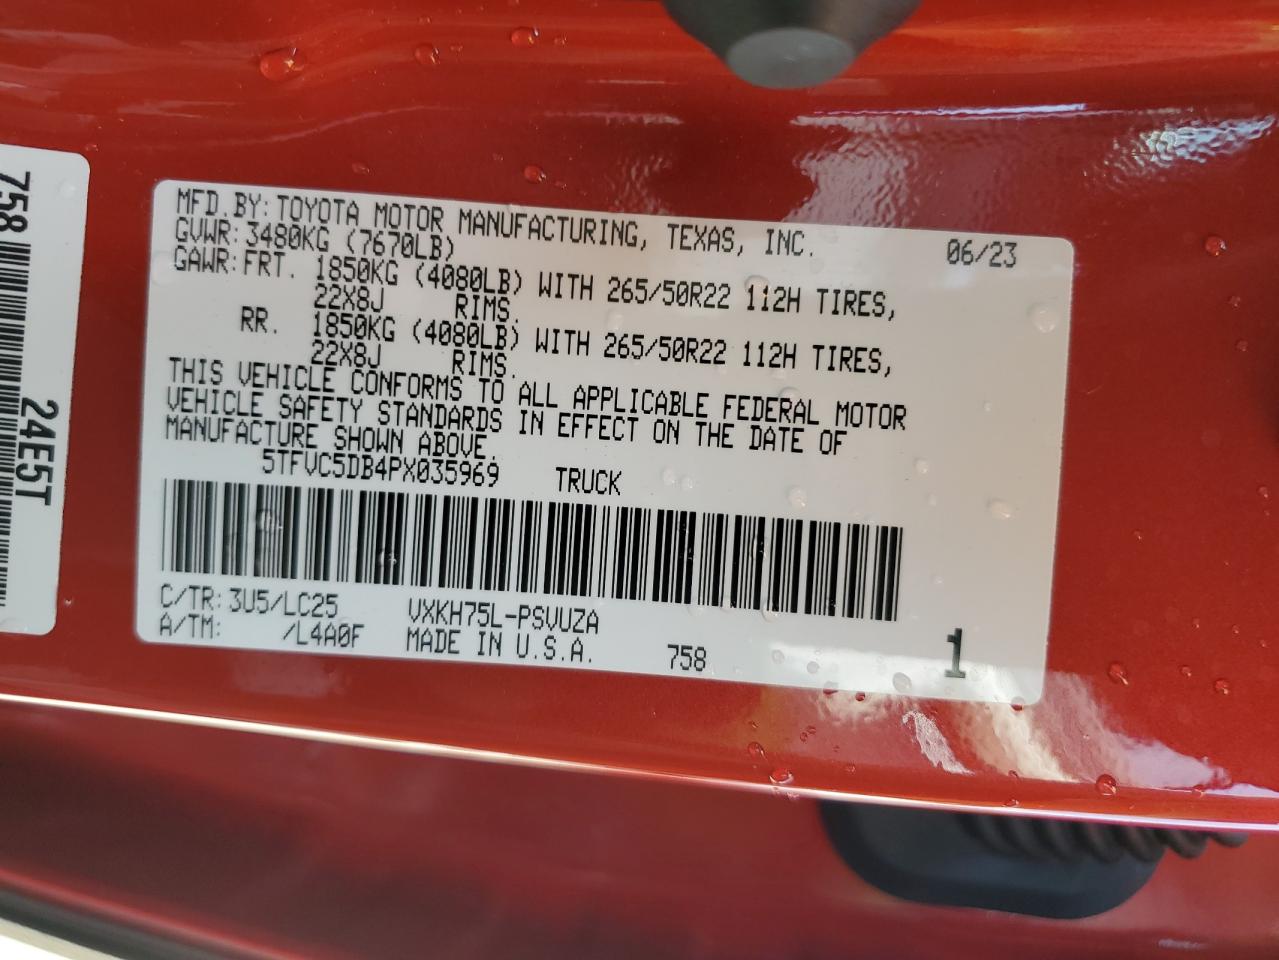 MFD.BY: TOYOTA MOTOR MANUFACTURING, TEXAS, INC. 06/23
GVWR: 3480KG (7670LB)
GAWR: FRT. 1850KG (4080LB) WITH 265/50R22 112H TIRES,
22X8J RIMS.
RR. 1850KG (4080LB) WITH 265/50R22 112H TIRES,
22X8J RIMS.
THIS VEHICLE CONFORMS TO ALL APPLICABLE FEDERAL MOTOR
VEHICLE SAFETY STANDARDS IN EFFECT ON THE DATE OF
MANUFACTURE SHOWN ABOVE.
5TFVC5DB4PX035969 TRUCK
C/TR: 3U5/LC25 VXKH75L-PSVUZA
A/TM: /L4A0F MADE IN U.S.A. 758 1
758
24E5T